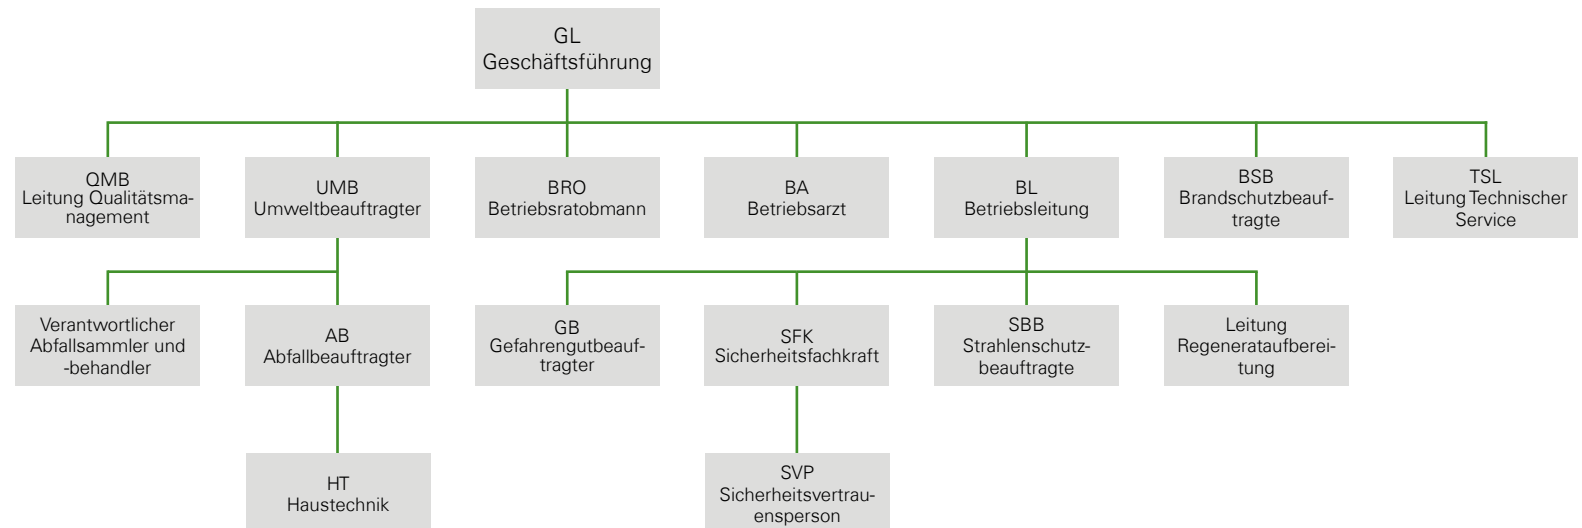 GL
Geschäftsführung
QMB
Leitung Qualitätsma-
nagement
UMB
Umweltbeauftragter
BRO
Betriebsratobmann
BA
Betriebsarzt
BL
Betriebsleitung
BSB
Brandschutzbeauf-
tragte
TSL
Leitung Technischer
Service
Verantwortlicher
Abfallsammler und
-behandler
AB
Abfallbeauftragter
GB
Gefahrengutbeauf-
tragter
SFK
Sicherheitsfachkraft
SBB
Strahlenschutz-
beauftragte
Leitung
Regenerataufberei-
tung
HT
Haustechnik
SVP
Sicherheitsvertrau-
ensperson